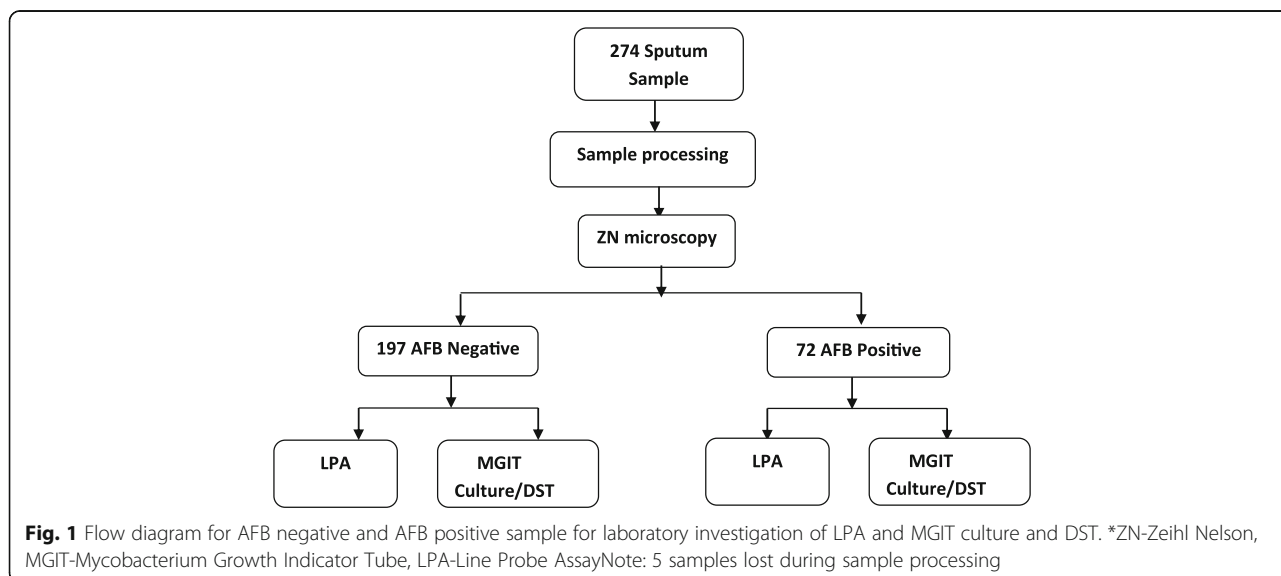 274 Sputum
Sample
Sample processing
ZN microscopy
197 AFB Negative
72 AFB Positive
LPA
MGIT
Culture/DST
LPA
MGIT
Culture/DST
Fig. 1 Flow diagram for AFB negative and AFB positive sample for laboratory investigation of LPA and MGIT culture and DST. *ZN-Zeihl Nelson,
MGIT-Mycobacterium Growth Indicator Tube, LPA-Line Probe AssayNote: 5 samples lost during sample processing